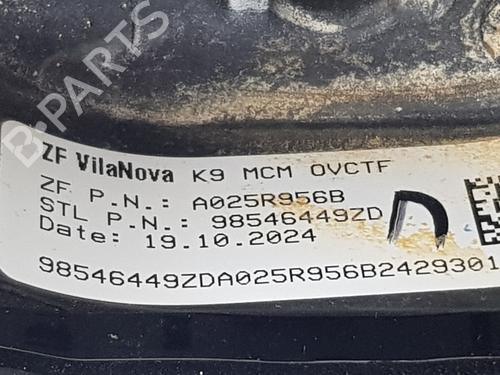 ZF VilaNova K9 MCM OVCTF
ZF P.N.: A025R956B
STL P.N.: 98546449ZD
D
Date: 19.10.2024
98546449ZDA025R956B2429301
B-PARTS